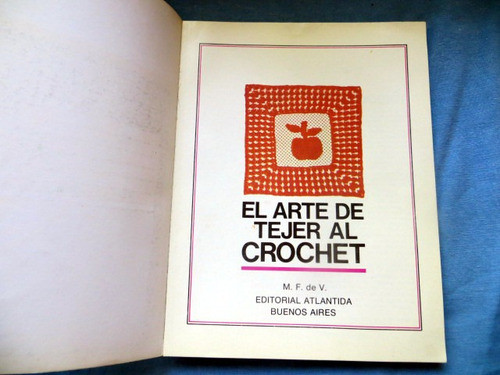 EL ARTE DE
TEJER AL
CROCHET
M. F. de V.
EDITORIAL ATLANTIDA
BUENOS AIRES